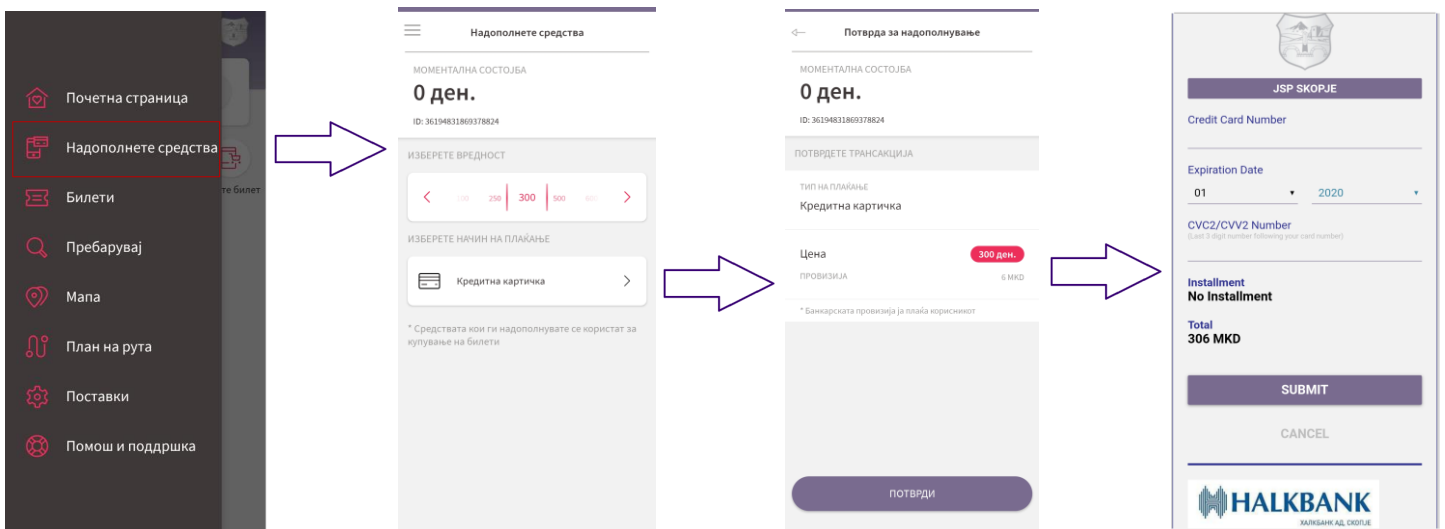 Почетна страница
Надополнете средства
Билети
Пребарувај
Мапа
План на рута
Поставки
Помош и поддршка
те билет
Надополнете средства
МОМЕНТАЛНА СОСТОЈБА
0 ден.
ID: 36194831869378824
ИЗБЕРЕТЕ ВРЕДНОСТ
100 250 300 500 600
ИЗБЕРЕТЕ НАЧИН НА ПЛАЌАЊЕ
Кредитна картичка
* Средствата кои ги надополнувате се користат за
купување на билети
Потврда за надополнување
МОМЕНТАЛНА СОСТОЈБА
0 ден.
ID: 36194831869378824
ПОТВРДЕТЕ ТРАНСАКЦИЈА
ТИП НА ПЛАЌАЊЕ
Кредитна картичка
Цена 300 ден.
ПРОВИЗИЈА 6 MKD
* Банкарската провизија ја плаќа корисникот
ПОТВРДИ
JSP SKOPJE
Credit Card Number
Expiration Date
01 2020
CVC2/CVV2 Number
(Last 3 digit number following your card number)
Installment
No Installment
Total
306 MKD
SUBMIT
CANCEL
HALKBANK
ХАЛКБАНК АД, СКОПЈЕ